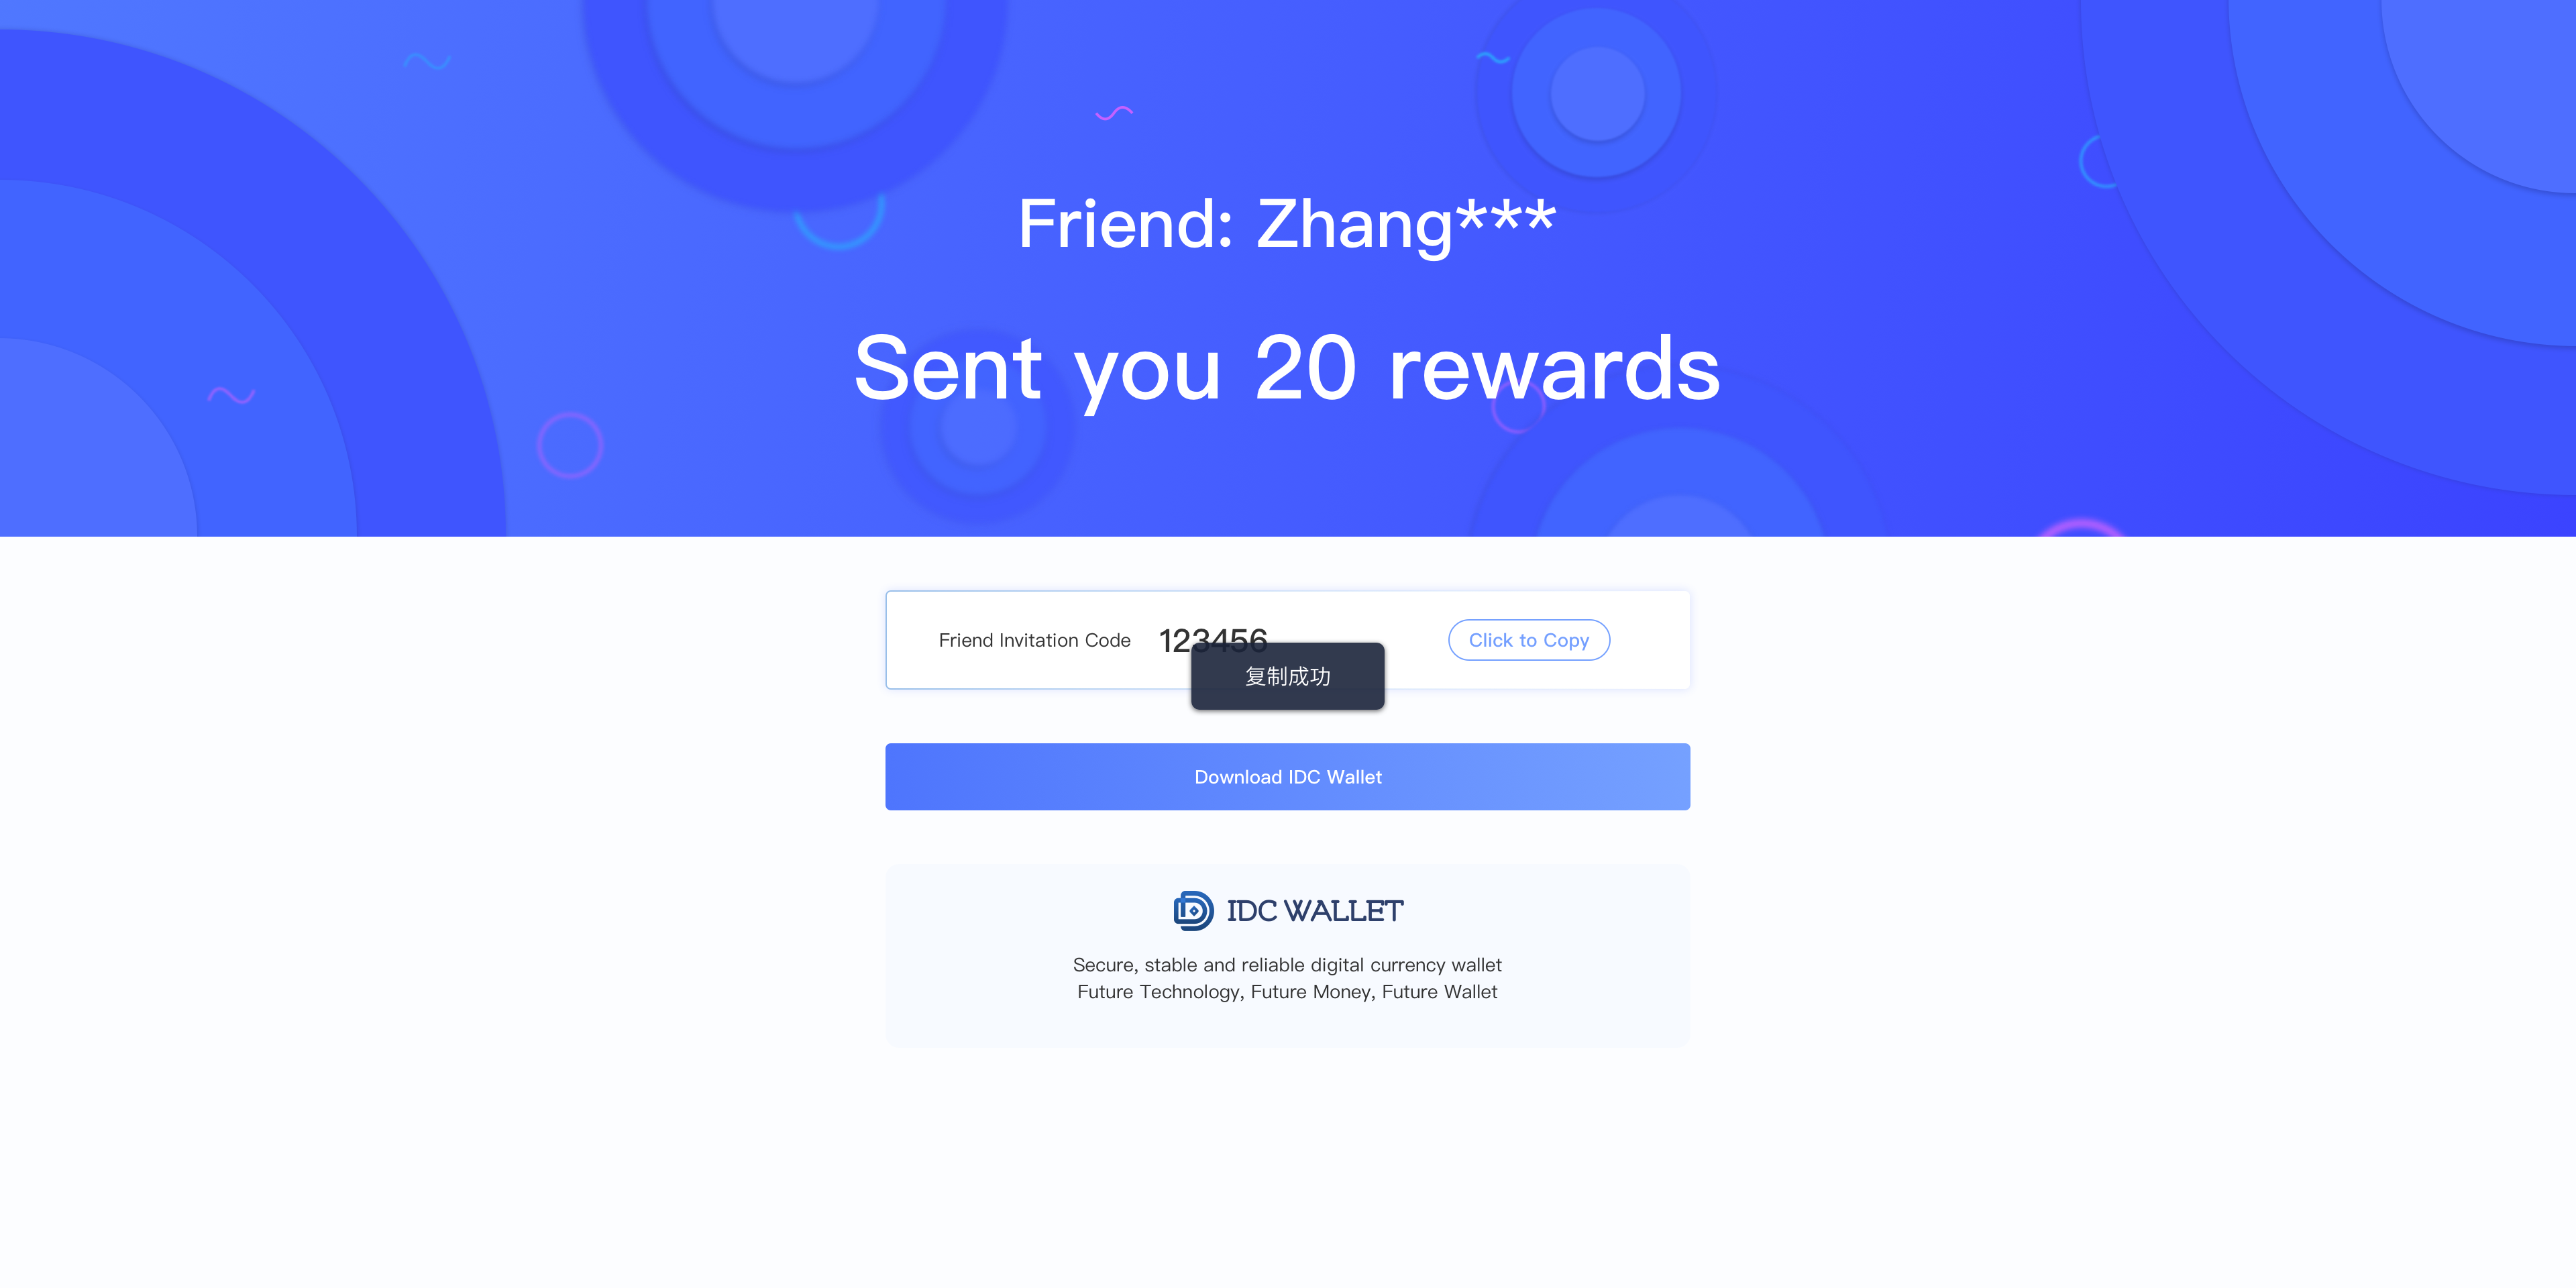 Friend: Zhang***
Sent you 20 rewards
Friend Invitation Code 123456 Click to Copy
复制成功
Download IDC Wallet
IDC WALLET
Secure, stable and reliable digital currency wallet
Future Technology, Future Money, Future Wallet